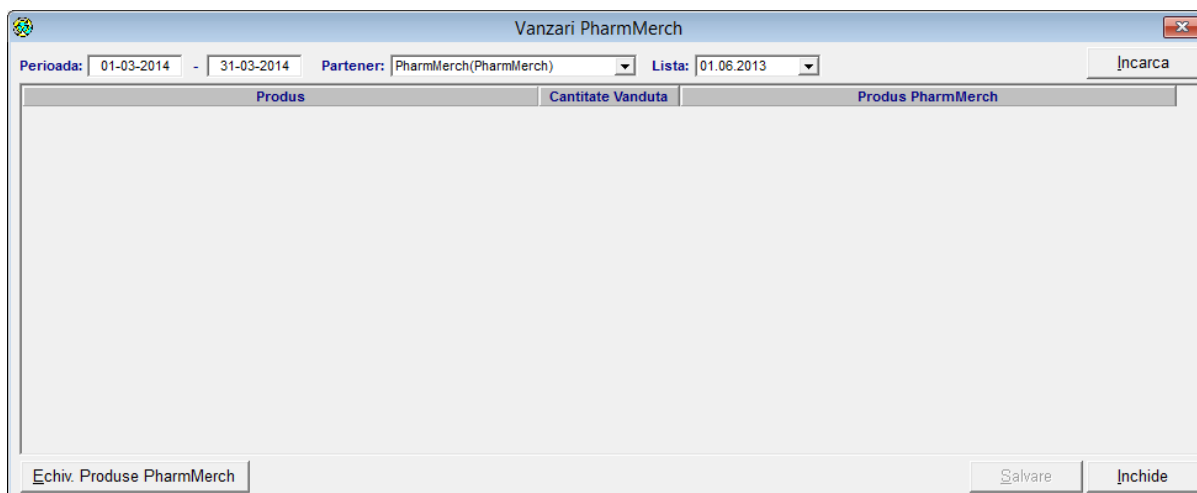 Vanzari PharmMerch
Perioada: 01-03-2014 - 31-03-2014 Partener: PharmMerch(PharmMerch) Lista: 01.06.2013 Incarca
Produs Cantitate Vanduta Produs PharmMerch
Echiv. Produse PharmMerch Salvare Inchide